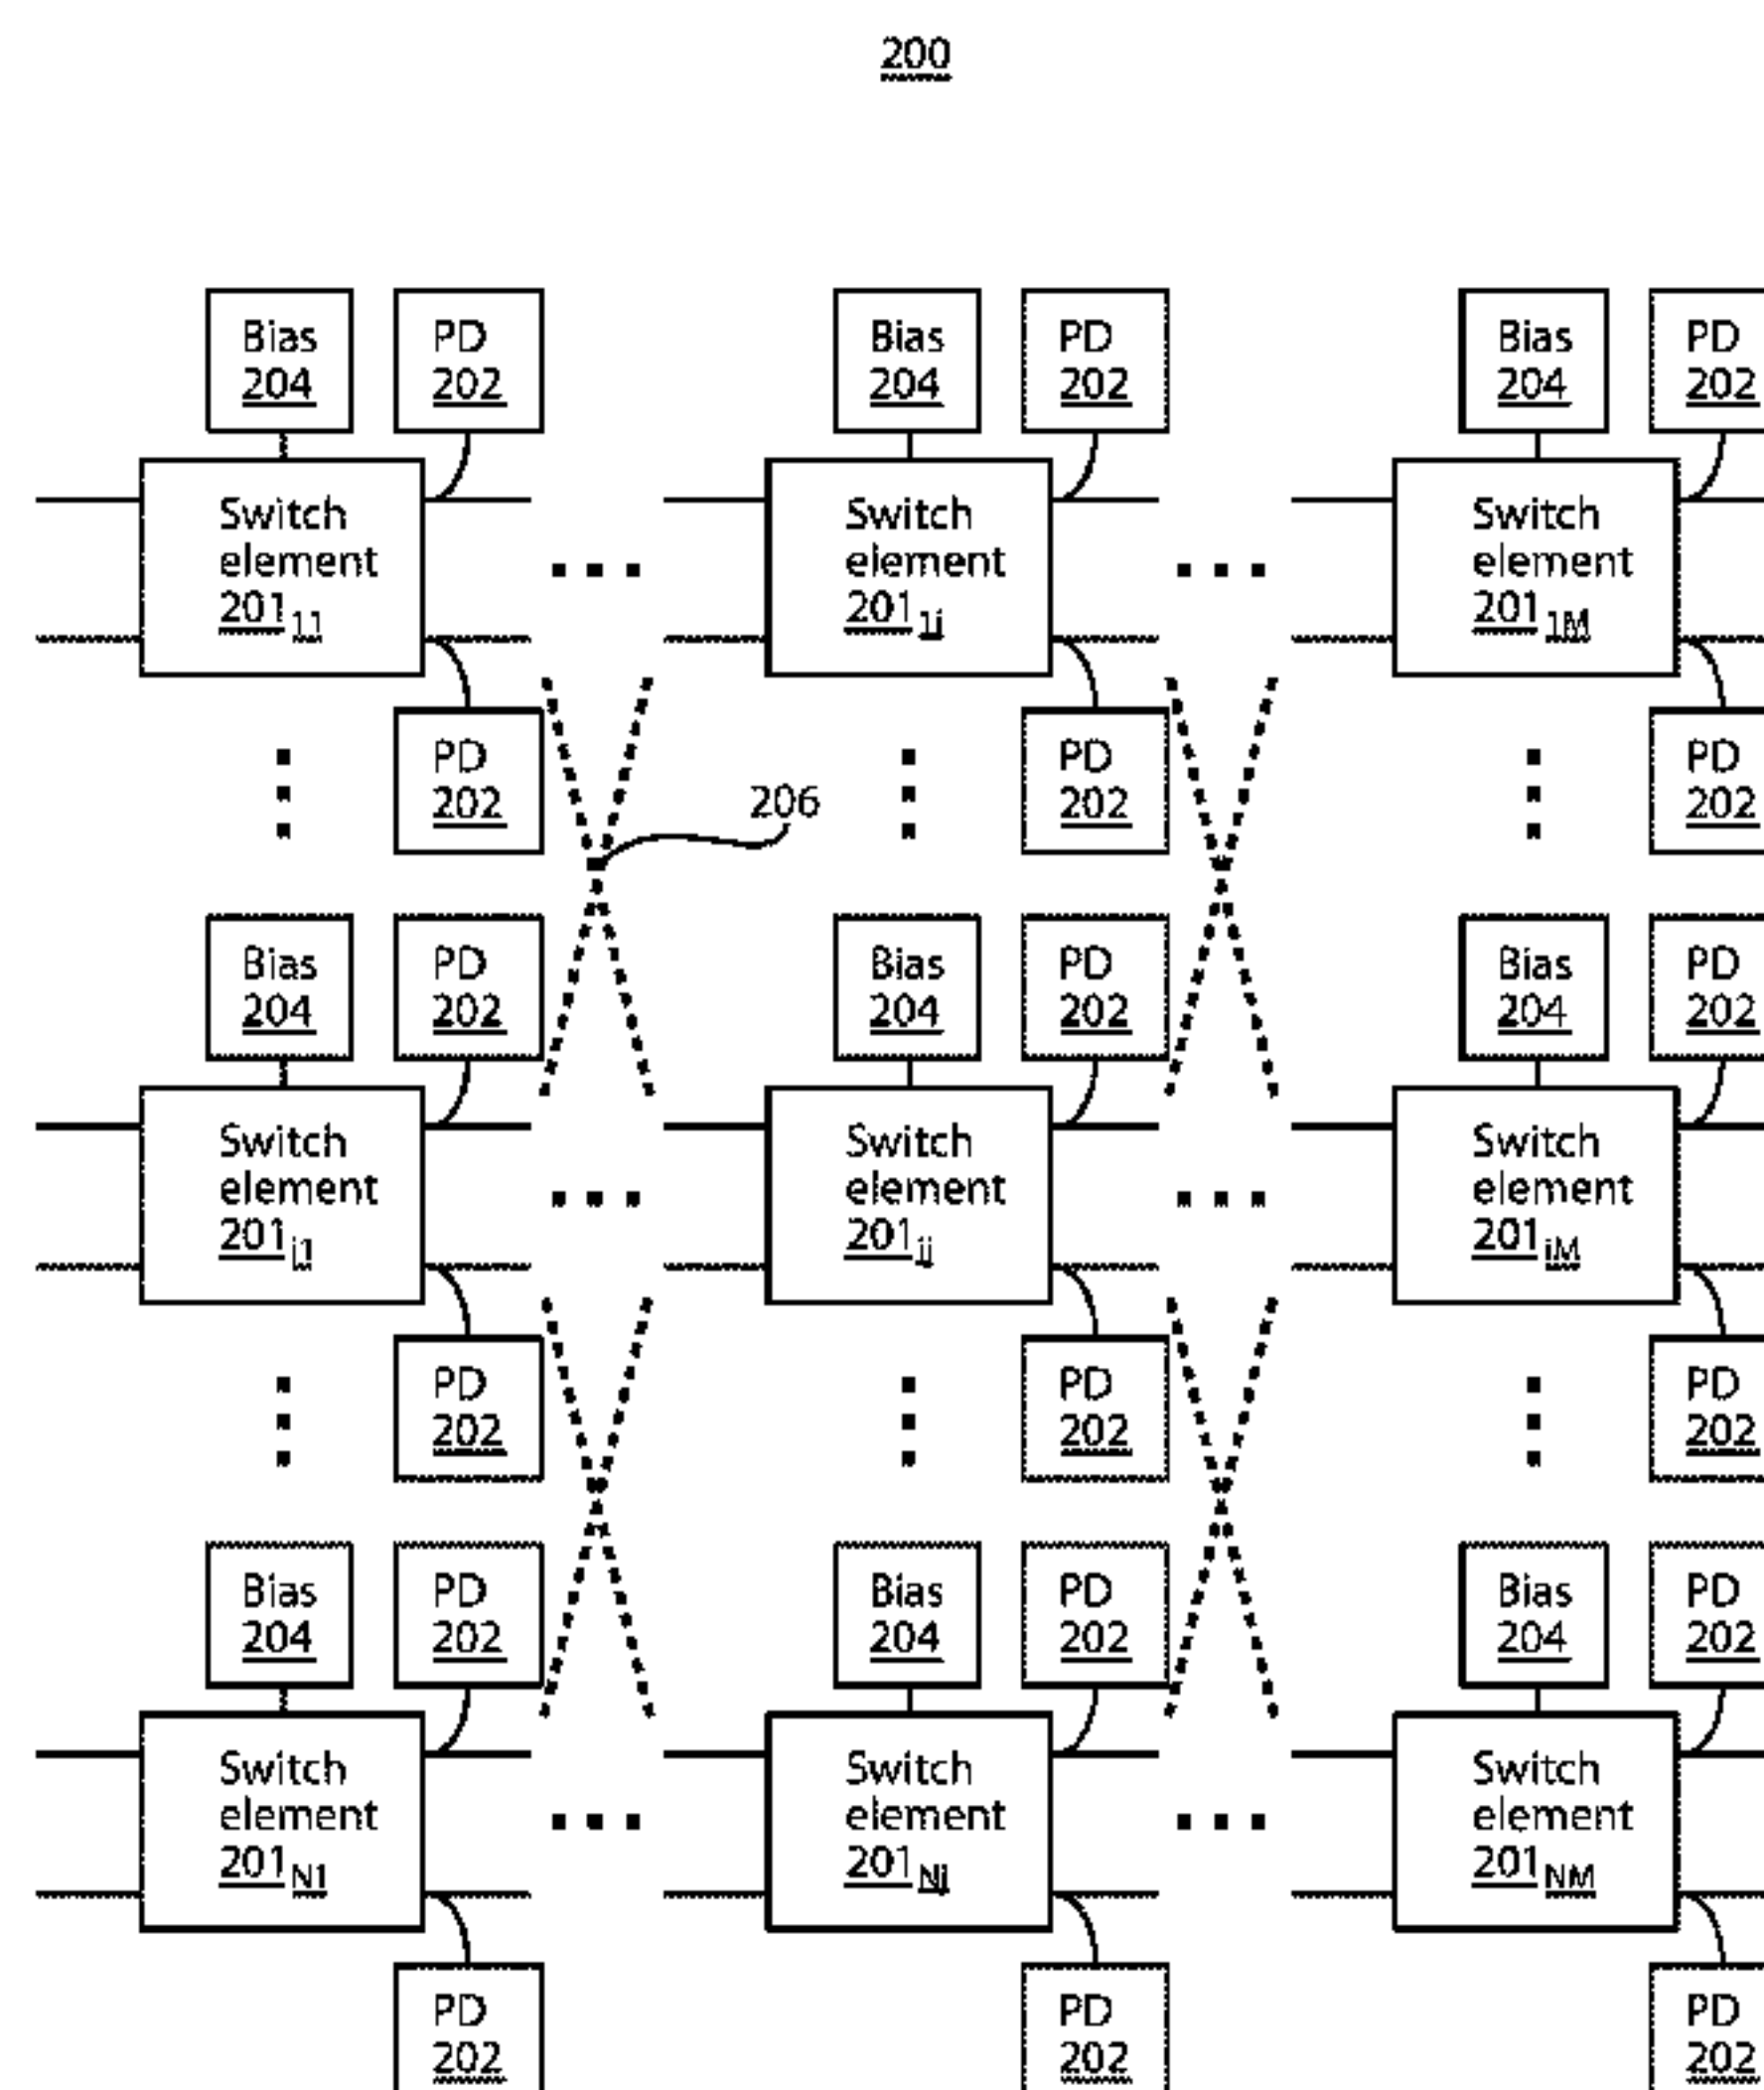 200
Bias PD Bias PD Bias PD
204 202 204 202 204 202
Switch Switch Switch
element element element
201 11 201 1j 201 1M
PD PD PD
202 202 202
206
Bias PD Bias PD Bias PD
204 202 204 202 204 202
Switch Switch Switch
element element element
201 i1 201 ij 201 iM
PD PD PD
202 202 202
Bias PD Bias PD Bias PD
204 202 204 202 204 202
Switch Switch Switch
element element element
201 N1 201 Nj 201 NM
PD PD PD
202 202 202